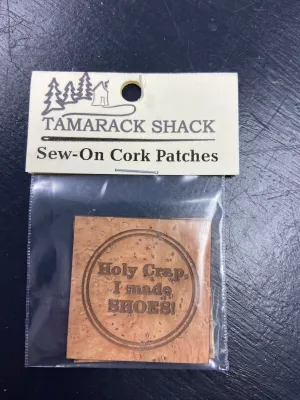 TAMARACK SHACK
Sew-On Cork Patches
Holy Crap,
I made
SHOES!